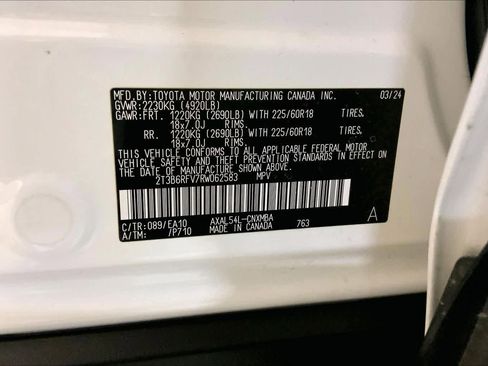 MFD.BY:TOYOTA MOTOR MANUFACTURING CANADA INC. 03/24
GVWR:2230KG (4920LB)
GAWR:FRT. 1220KG (2690LB) WITH 225/60R18 TIRES.
18x7.0J RIMS.
RR. 1220KG (2690LB) WITH 225/60R18 TIRES.
18x7.0J RIMS.
THIS VEHICLE CONFORMS TO ALL APPLICABLE FEDERAL MOTOR
VEHICLE SAFETY AND THEFT PREVENTION STANDARDS IN EFFECT
ON THE DATE OF MANUFACTURE SHOWN ABOVE.
2T3B6RFV7RW062583 MPV
C/TR:089/EA10 AXAL54L-CNXMBA 763 A
A/TM: /P710 MADE IN CANADA